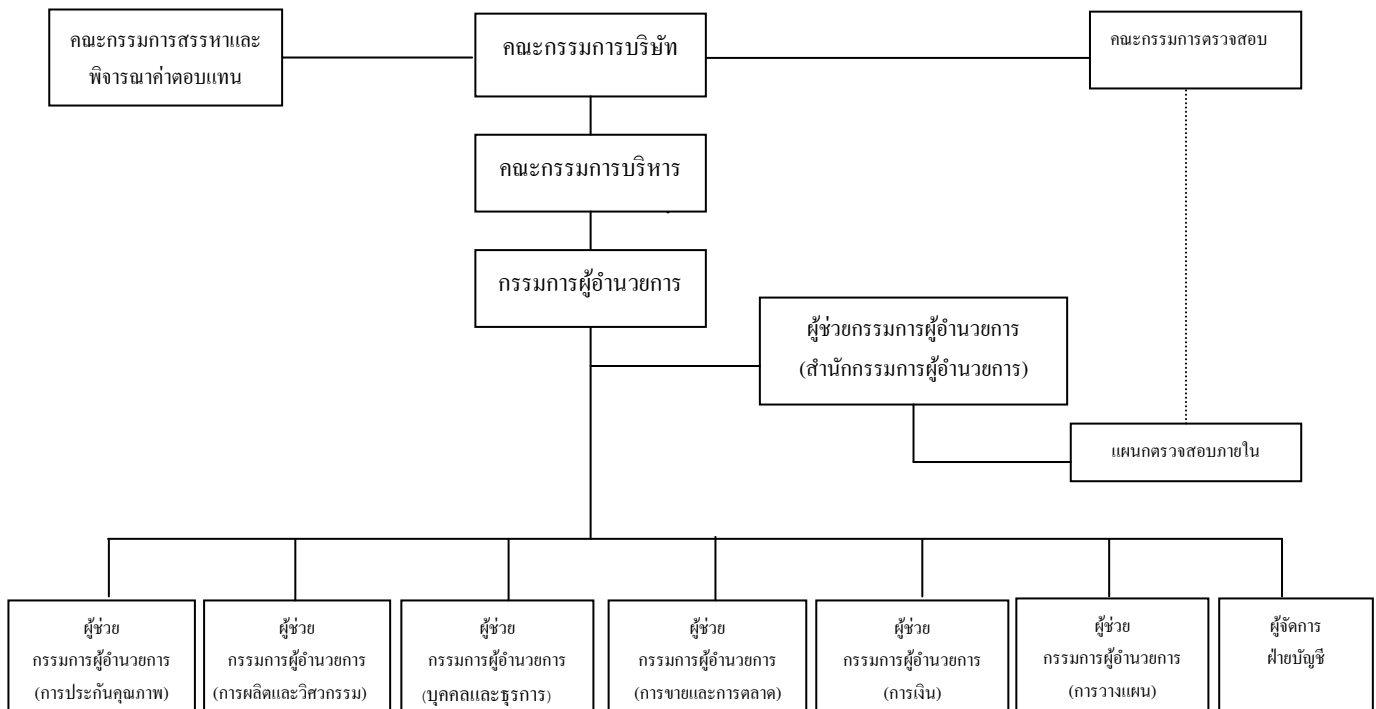 คณะกรรมการสรรหาและ
พิจารณาค่าตอบแทน
คณะกรรมการบริษัท
คณะกรรมการตรวจสอบ
คณะกรรมการบริหาร
กรรมการผู้อำนวยการ
ผู้ช่วยกรรมการผู้อำนวยการ
(สำนักกรรมการผู้อำนวยการ)
แผนกตรวจสอบภายใน
ผู้ช่วย
กรรมการผู้อำนวยการ
(การประกันคุณภาพ)
ผู้ช่วย
กรรมการผู้อำนวยการ
(การผลิตและวิศวกรรม)
ผู้ช่วย
กรรมการผู้อำนวยการ
(บุคคลและธุรการ)
ผู้ช่วย
กรรมการผู้อำนวยการ
(การขายและการตลาด)
ผู้ช่วย
กรรมการผู้อำนวยการ
(การเงิน)
ผู้ช่วย
กรรมการผู้อำนวยการ
(การวางแผน)
ผู้จัดการ
ฝ่ายบัญชี